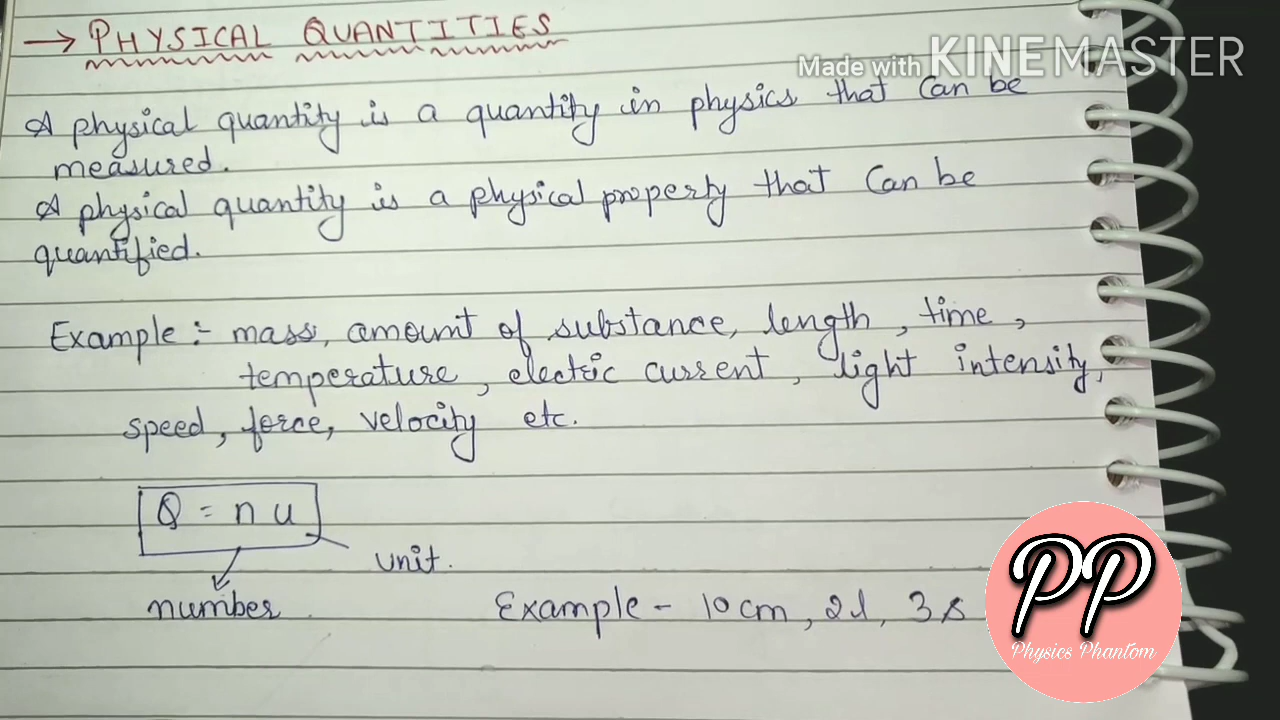 → PHYSICAL QUANTITIES
Made with KINEMASTER
A physical quantity is a quantity in physics that can be
measured.
A physical quantity is a physical property that can be
quantified.
Example :- mass, amount of substance, length, time,
temperature, electric current, light intensity,
speed, force, velocity etc.
Q = n u
unit.
number
Example - 10 cm, 2l, 3s
PP
Physics Phantom